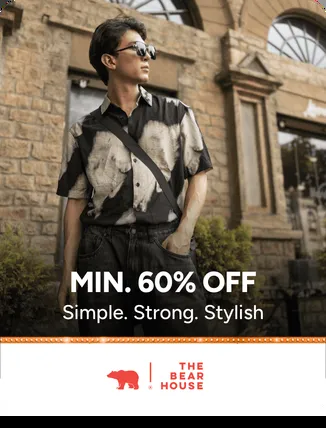 MIN. 60% OFF
Simple. Strong. Stylish
THE
BEAR
HOUSE